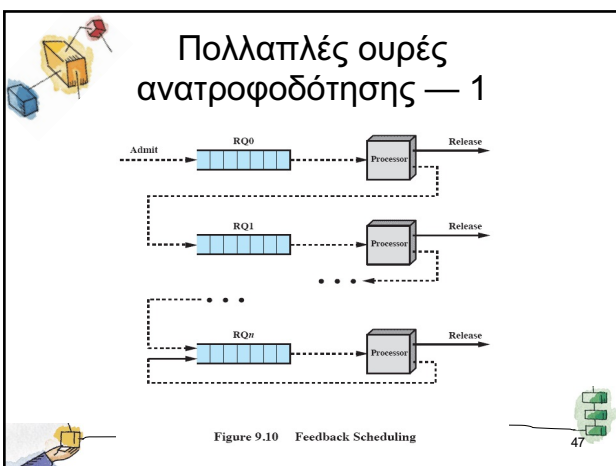 Πολλαπλές ουρές
ανατροφοδότησης — 1
Admit
RQ0
Processor
Release
RQ1
Processor
Release
RQn
Processor
Release
Figure 9.10 Feedback Scheduling
47